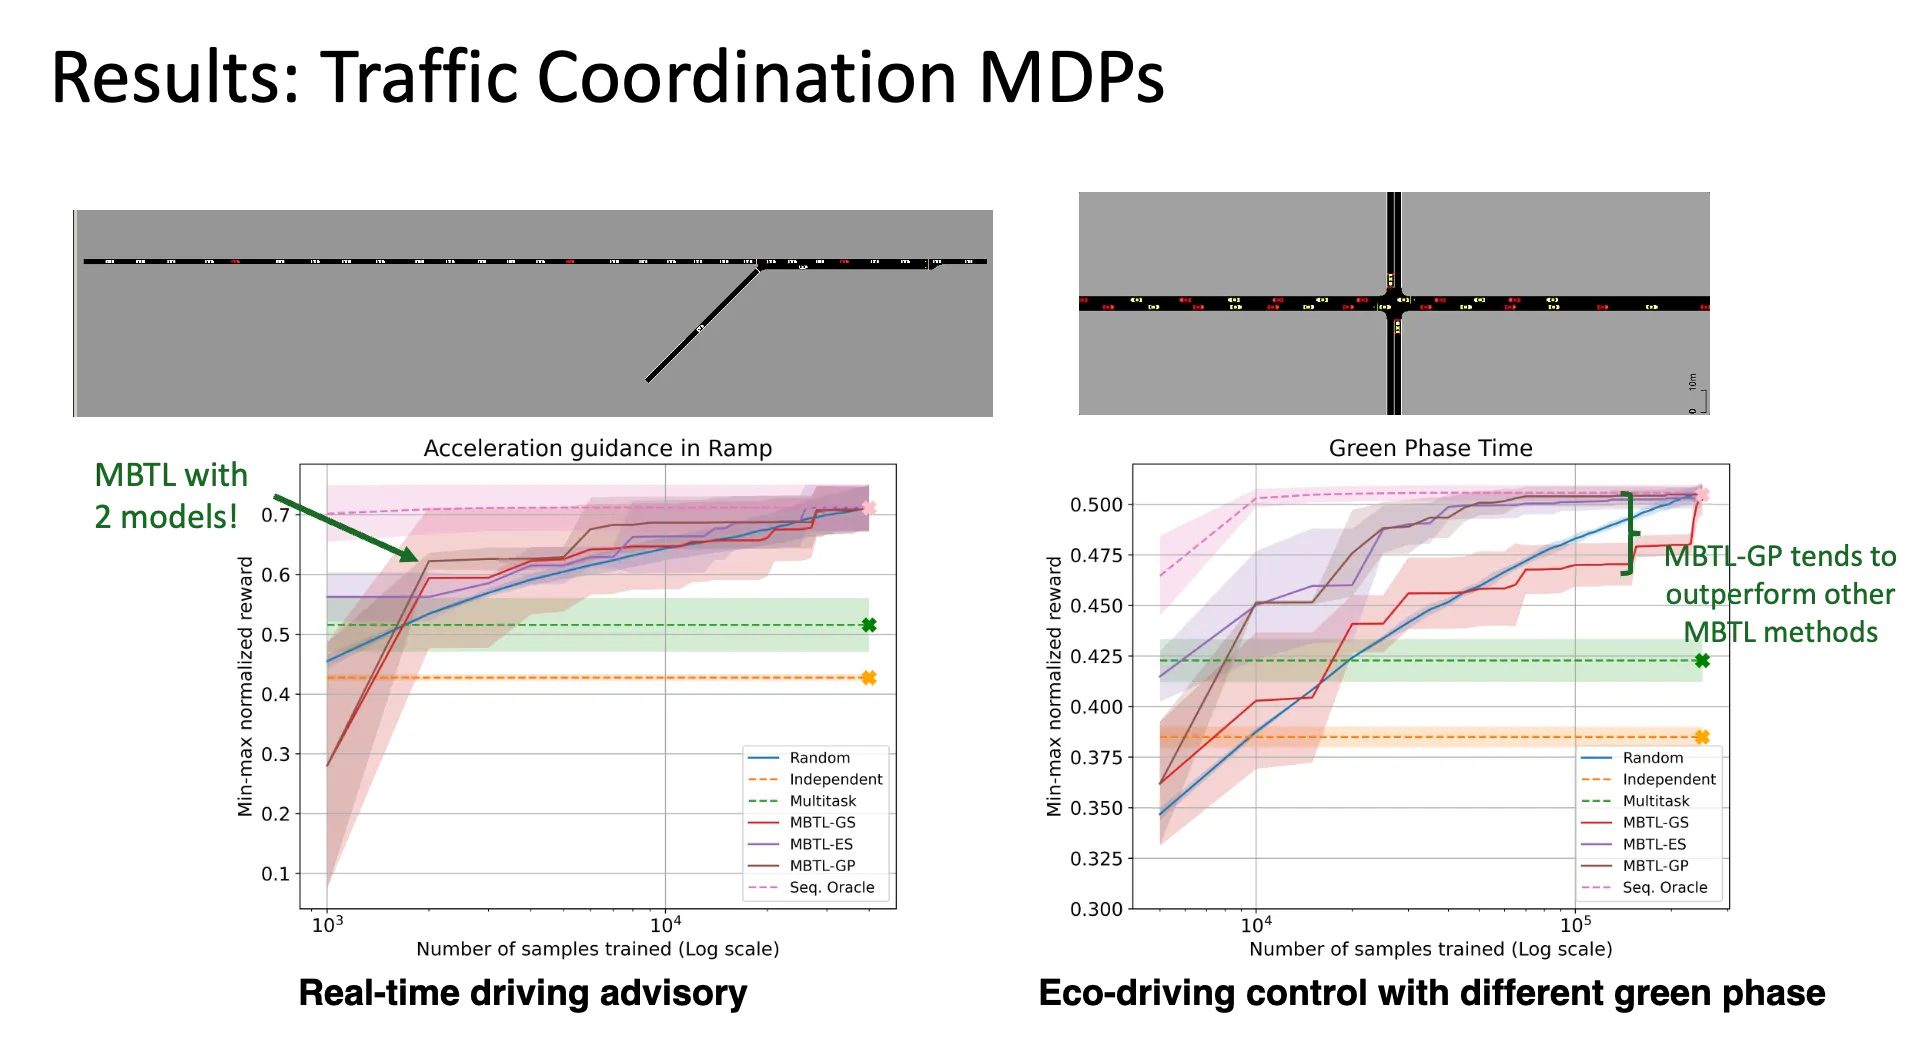 Results: Traffic Coordination MDPs
0 10m
MBTL with
2 models!
Acceleration guidance in Ramp
Min-max normalized reward
0.7
0.6
0.5
0.4
0.3
0.2
0.1
10³
10⁴
Number of samples trained (Log scale)
Random
Independent
Multitask
MBTL-GS
MBTL-ES
MBTL-GP
Seq. Oracle
Real-time driving advisory
Green Phase Time
Min-max normalized reward
0.500
0.475
0.450
0.425
0.400
0.375
0.350
0.325
0.300
10⁴
10⁵
Number of samples trained (Log scale)
Random
Independent
Multitask
MBTL-GS
MBTL-ES
MBTL-GP
Seq. Oracle
MBTL-GP tends to
outperform other
MBTL methods
Eco-driving control with different green phase